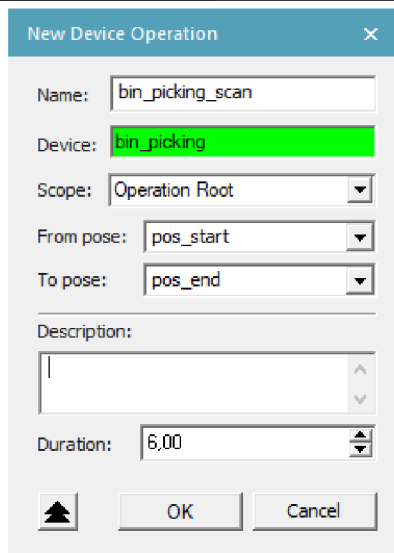 New Device Operation
Name: bin_picking_scan
Device: bin_picking
Scope: Operation Root
From pose: pos_start
To pose: pos_end
Description:
Duration: 6,00
OK Cancel